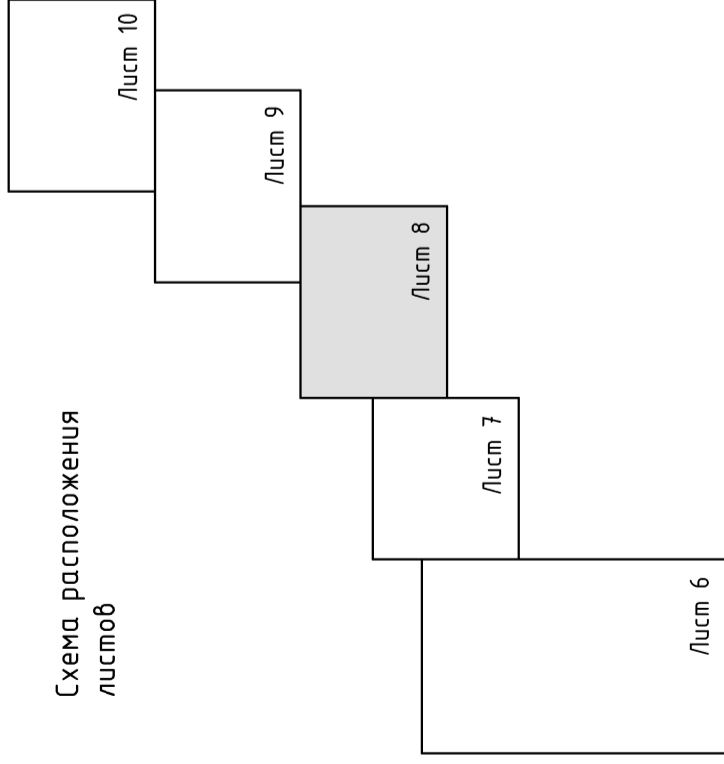 Схема расположения
листов
Лист 6
Лист 7
Лист 8
Лист 9
Лист 10